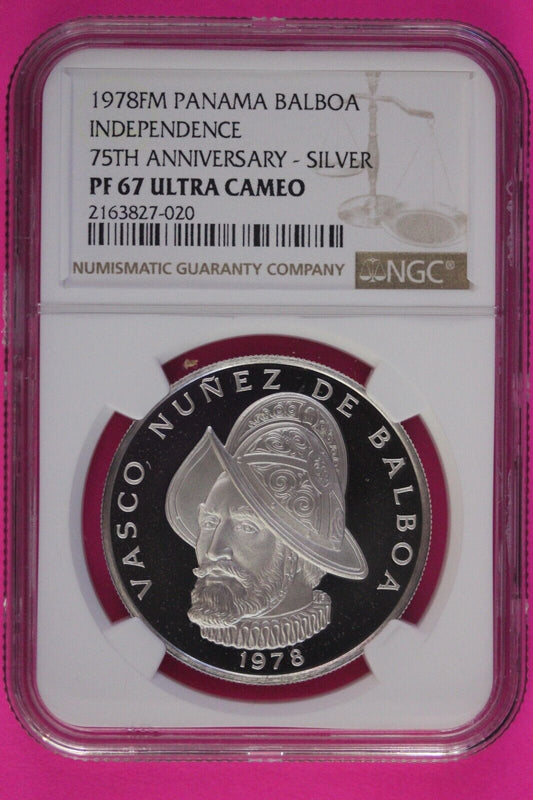 1978FM PANAMA BALBOA
INDEPENDENCE
75TH ANNIVERSARY - SILVER
PF 67 ULTRA CAMEO
2163827-020
NUMISMATIC GUARANTY COMPANY
NGC®
VASCO NUÑEZ DE BALBOA
1978